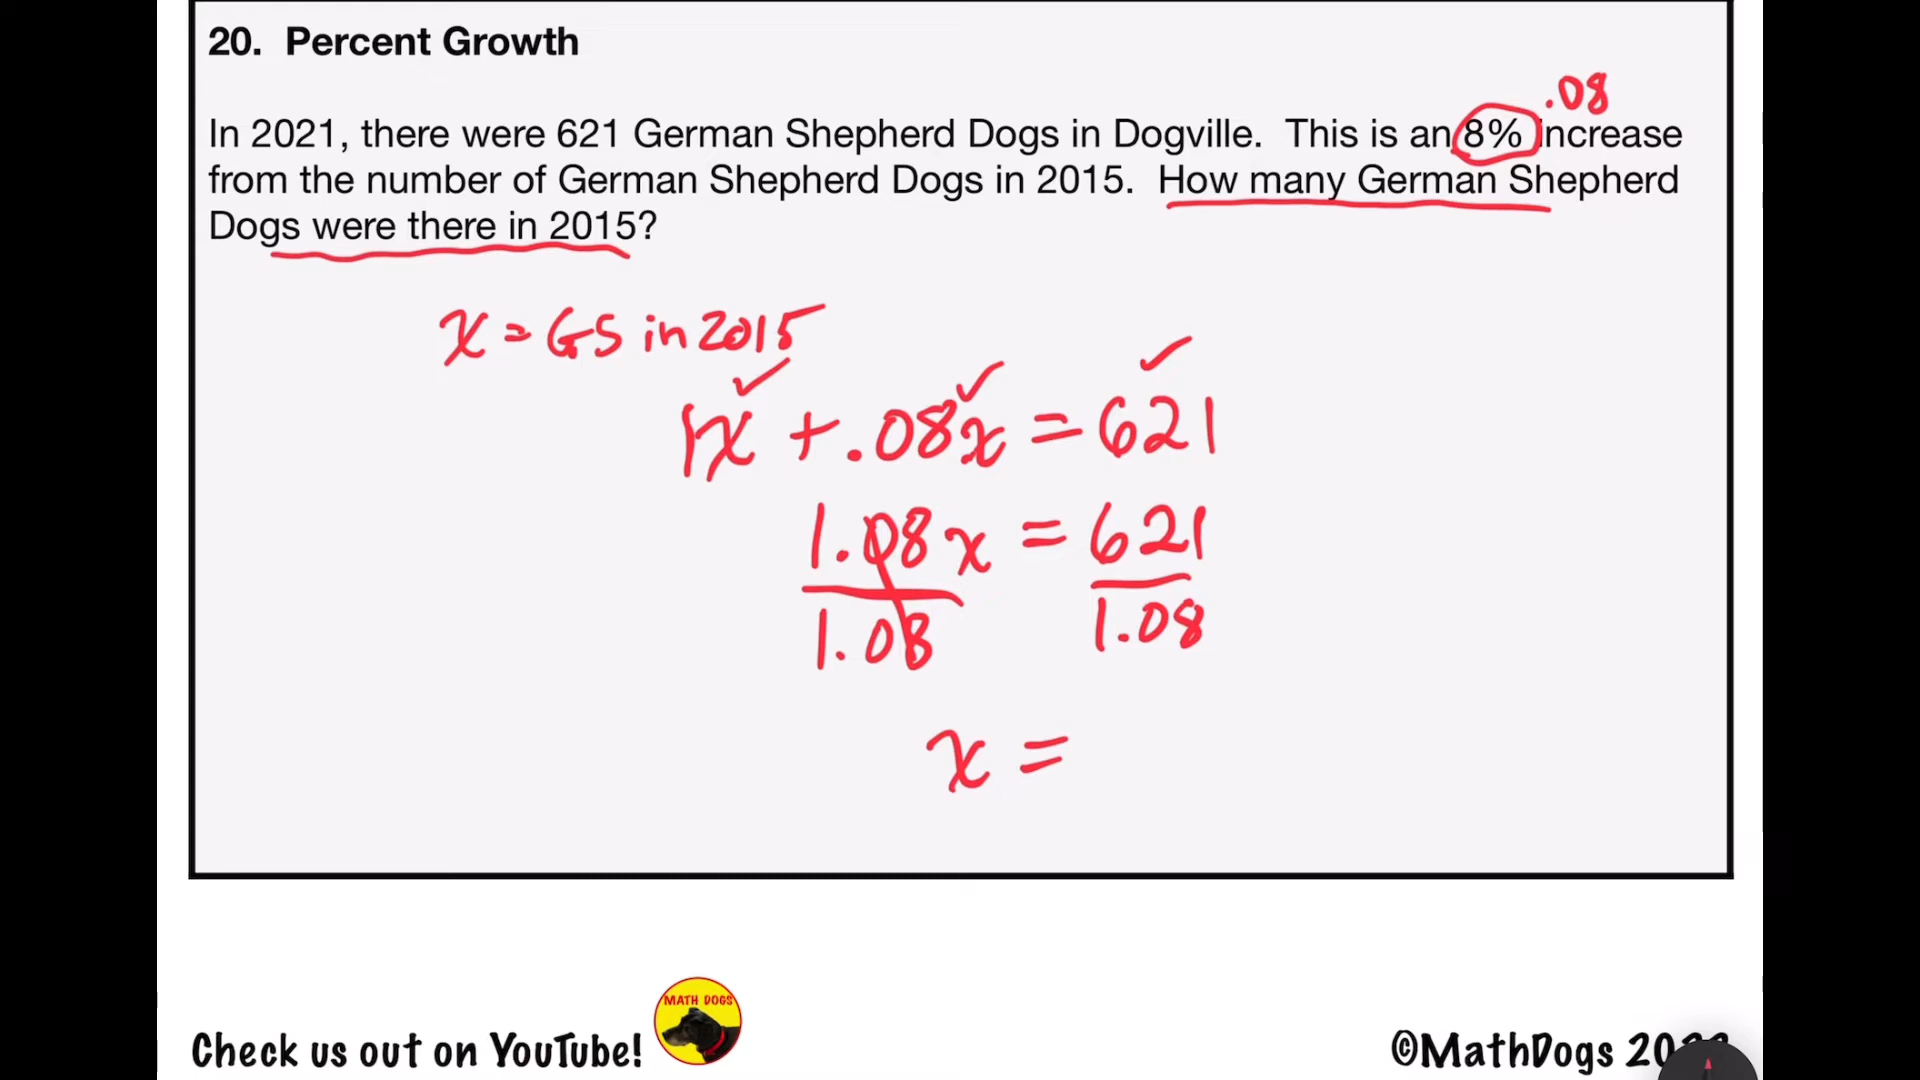 20. Percent Growth
.08
In 2021, there were 621 German Shepherd Dogs in Dogville. This is an 8% increase
from the number of German Shepherd Dogs in 2015. How many German Shepherd
Dogs were there in 2015?
x = GS in 2015
1x + .08x = 621
1.08x = 621
1.08 1.08
x =
MATH DOGS
Check us out on YouTube!
©MathDogs